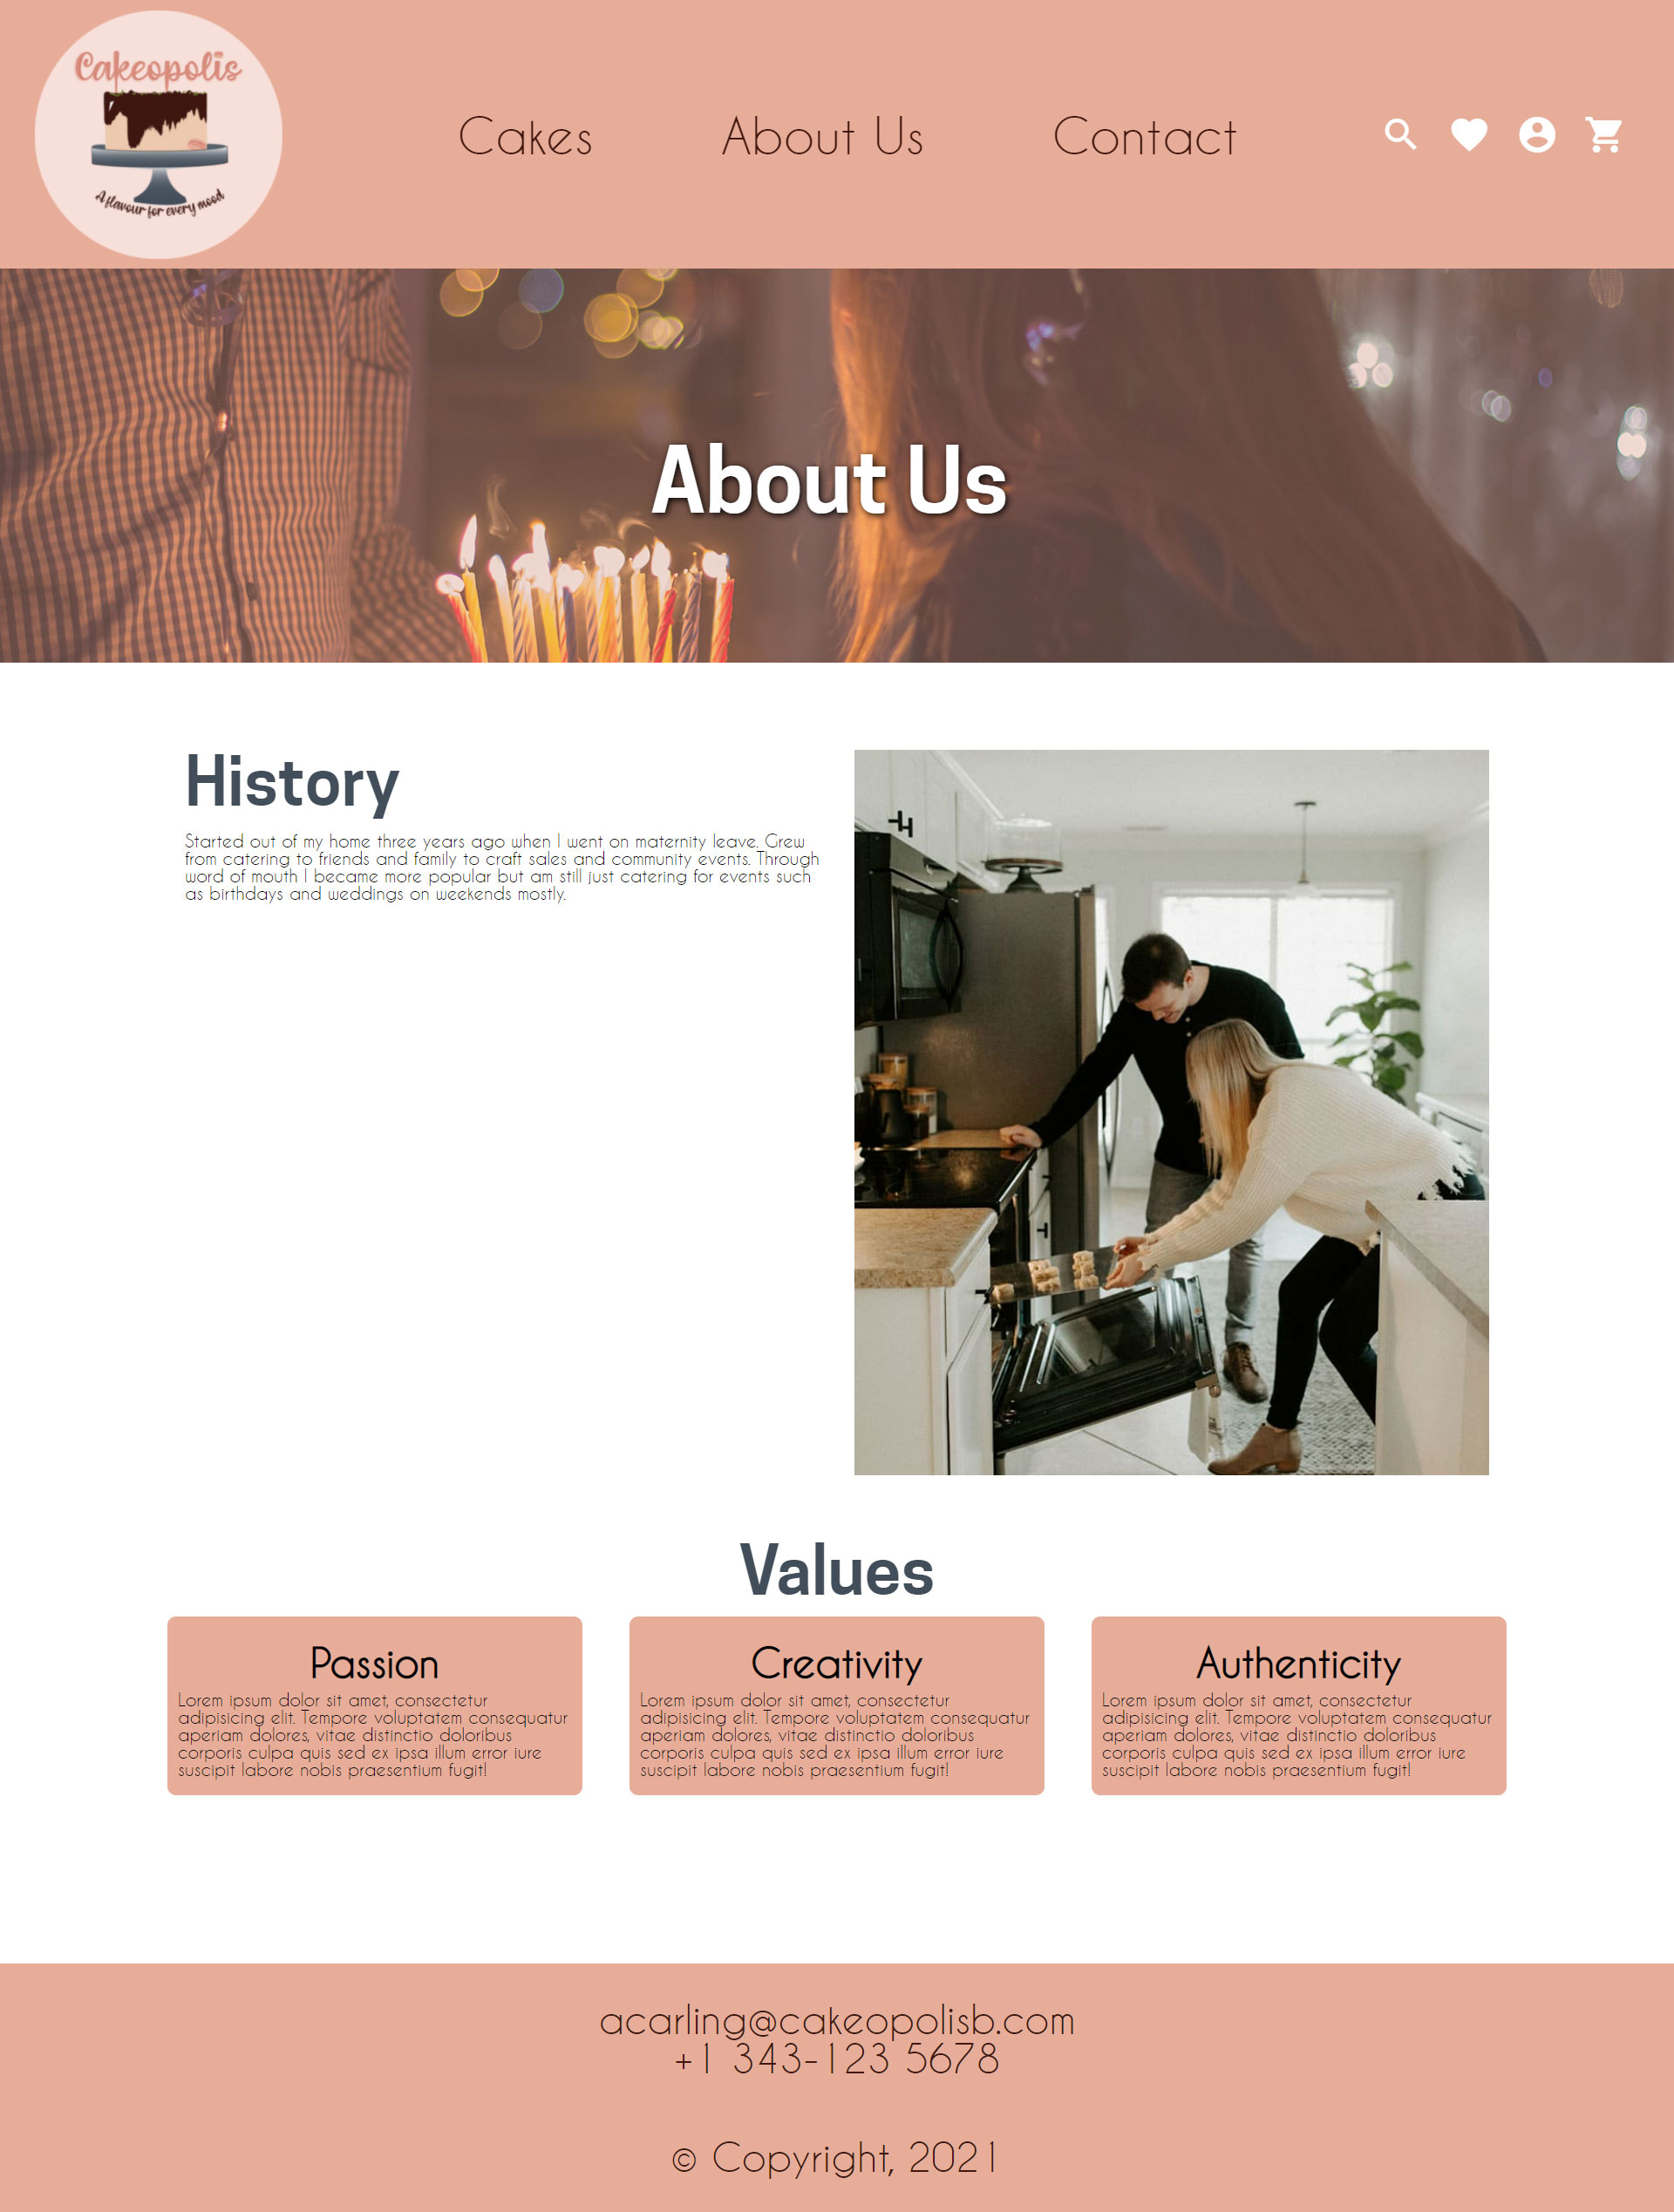 Cakeopolis
A flavour for every mood
Cakes
About Us
Contact
About Us
History
Started out of my home three years ago when I went on maternity leave. Grew
from catering to friends and family to craft sales and community events. Through
word of mouth I became more popular but am still just catering for events such
as birthdays and weddings on weekends mostly.
Values
Passion
Lorem ipsum dolor sit amet, consectetur
adipisicing elit. Tempore voluptatem consequatur
aperiam dolores, vitae distinctio doloribus
corporis culpa quis sed ex ipsa illum error iure
suscipit labore nobis praesentium fugit!
Creativity
Lorem ipsum dolor sit amet, consectetur
adipisicing elit. Tempore voluptatem consequatur
aperiam dolores, vitae distinctio doloribus
corporis culpa quis sed ex ipsa illum error iure
suscipit labore nobis praesentium fugit!
Authenticity
Lorem ipsum dolor sit amet, consectetur
adipisicing elit. Tempore voluptatem consequatur
aperiam dolores, vitae distinctio doloribus
corporis culpa quis sed ex ipsa illum error iure
suscipit labore nobis praesentium fugit!
acarling@cakeopolisb.com
+1 343-123 5678
© Copyright, 2021